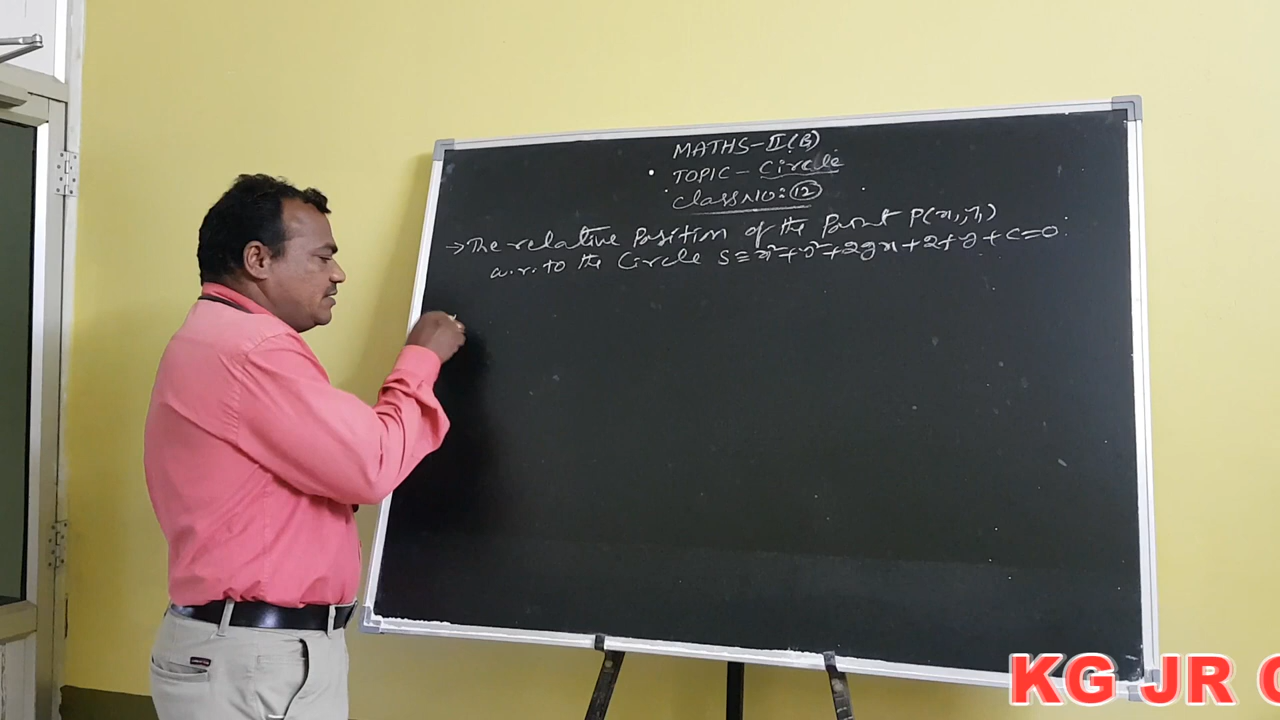 MATHS-II(B)
TOPIC- Circle
Class NO: 12
→ The relative Position of the Point P(x₁, y₁)
w.r. to the Circle S ≡ x²+y²+2gx+2fy+c=0.
KG JR C